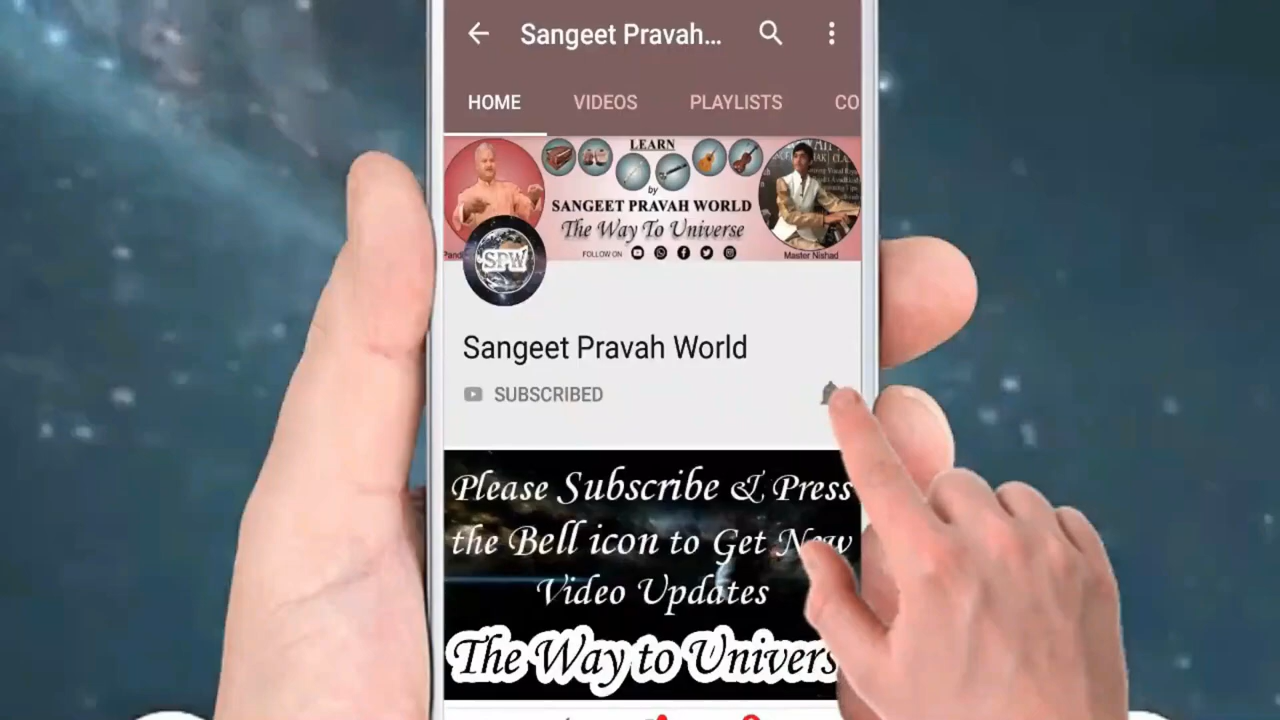 Sangeet Pravah...
HOME VIDEOS PLAYLISTS CO
LEARN
by
SANGEET PRAVAH WORLD
The Way To Universe
FOLLOW ON
Master Nishad
SPW
Sangeet Pravah World
SUBSCRIBED
Please Subscribe & Press
the Bell icon to Get New
Video Updates
The Way to Univers